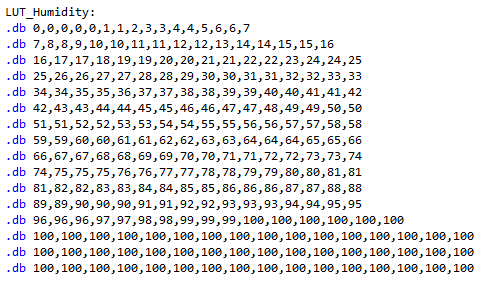 LUT_Humidity:
.db 0,0,0,0,0,1,1,2,3,3,4,4,5,6,6,7
.db 7,8,8,9,10,10,11,11,12,12,13,14,14,15,15,16
.db 16,17,17,18,19,19,20,20,21,21,22,22,23,24,24,25
.db 25,26,26,27,27,28,28,29,30,30,31,31,32,32,33,33
.db 34,34,35,35,36,37,37,38,38,39,39,40,40,41,41,42
.db 42,43,43,44,44,45,45,46,46,47,47,48,49,49,50,50
.db 51,51,52,52,53,53,54,54,55,55,56,56,57,57,58,58
.db 59,59,60,60,61,61,62,62,63,63,64,64,64,65,65,66
.db 66,67,67,68,68,69,69,70,70,71,71,72,72,73,73,74
.db 74,75,75,75,76,76,77,77,78,78,79,79,80,80,81,81
.db 81,82,82,83,83,84,84,85,85,86,86,86,87,87,88,88
.db 89,89,90,90,90,91,91,92,92,93,93,93,94,94,95,95
.db 96,96,96,97,97,98,98,99,99,99,100,100,100,100,100,100
.db 100,100,100,100,100,100,100,100,100,100,100,100,100,100,100,100
.db 100,100,100,100,100,100,100,100,100,100,100,100,100,100,100,100
.db 100,100,100,100,100,100,100,100,100,100,100,100,100,100,100,100